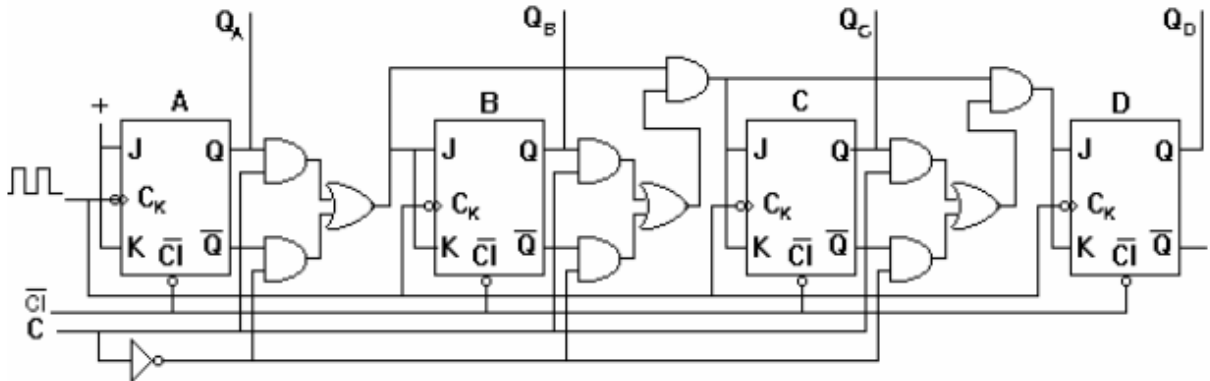 Q_A Q_B Q_C Q_D
+ A B C D
J Q J Q J Q J Q
C_K C_K C_K C_K
K C̅l̅ Q̅ K C̅l̅ Q̅ K C̅l̅ Q̅ K C̅l̅ Q̅
C̅l̅
C